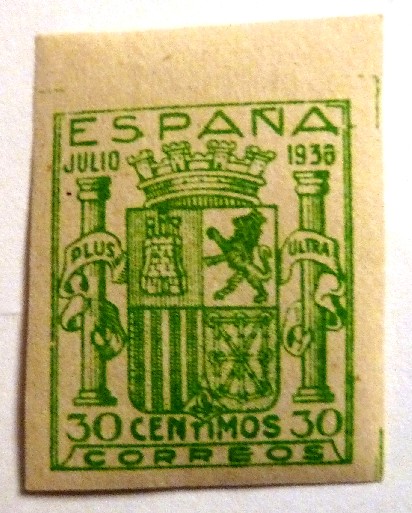 ESPAÑA
JULIO 1936
PLUS ULTRA
30 CENTIMOS 30
CORREOS